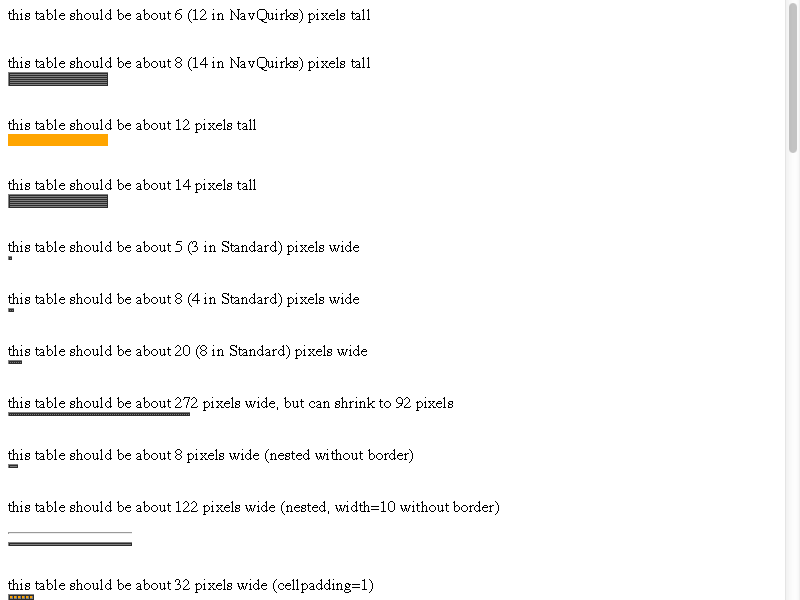 this table should be about 6 (12 in NavQuirks) pixels tall
this table should be about 8 (14 in NavQuirks) pixels tall
this table should be about 12 pixels tall
this table should be about 14 pixels tall
this table should be about 5 (3 in Standard) pixels wide
this table should be about 8 (4 in Standard) pixels wide
this table should be about 20 (8 in Standard) pixels wide
this table should be about 272 pixels wide, but can shrink to 92 pixels
this table should be about 8 pixels wide (nested without border)
this table should be about 122 pixels wide (nested, width=10 without border)
this table should be about 32 pixels wide (cellpadding=1)